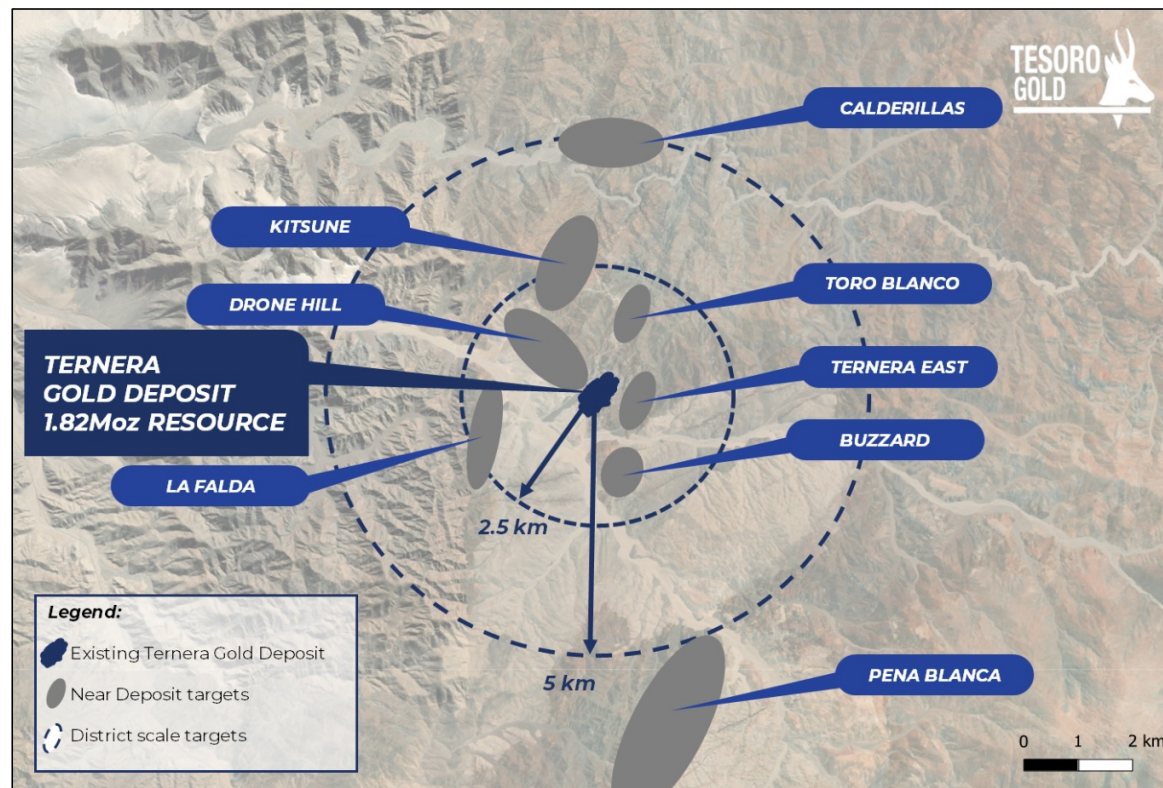 TESORO
GOLD
CALDERILLAS
KITSUNE
TORO BLANCO
DRONE HILL
TERNERA
GOLD DEPOSIT
1.82Moz RESOURCE
TERNERA EAST
BUZZARD
LA FALDA
2.5 km
5 km
PENA BLANCA
Legend:
Existing Ternera Gold Deposit
Near Deposit targets
District scale targets
0 1 2 km